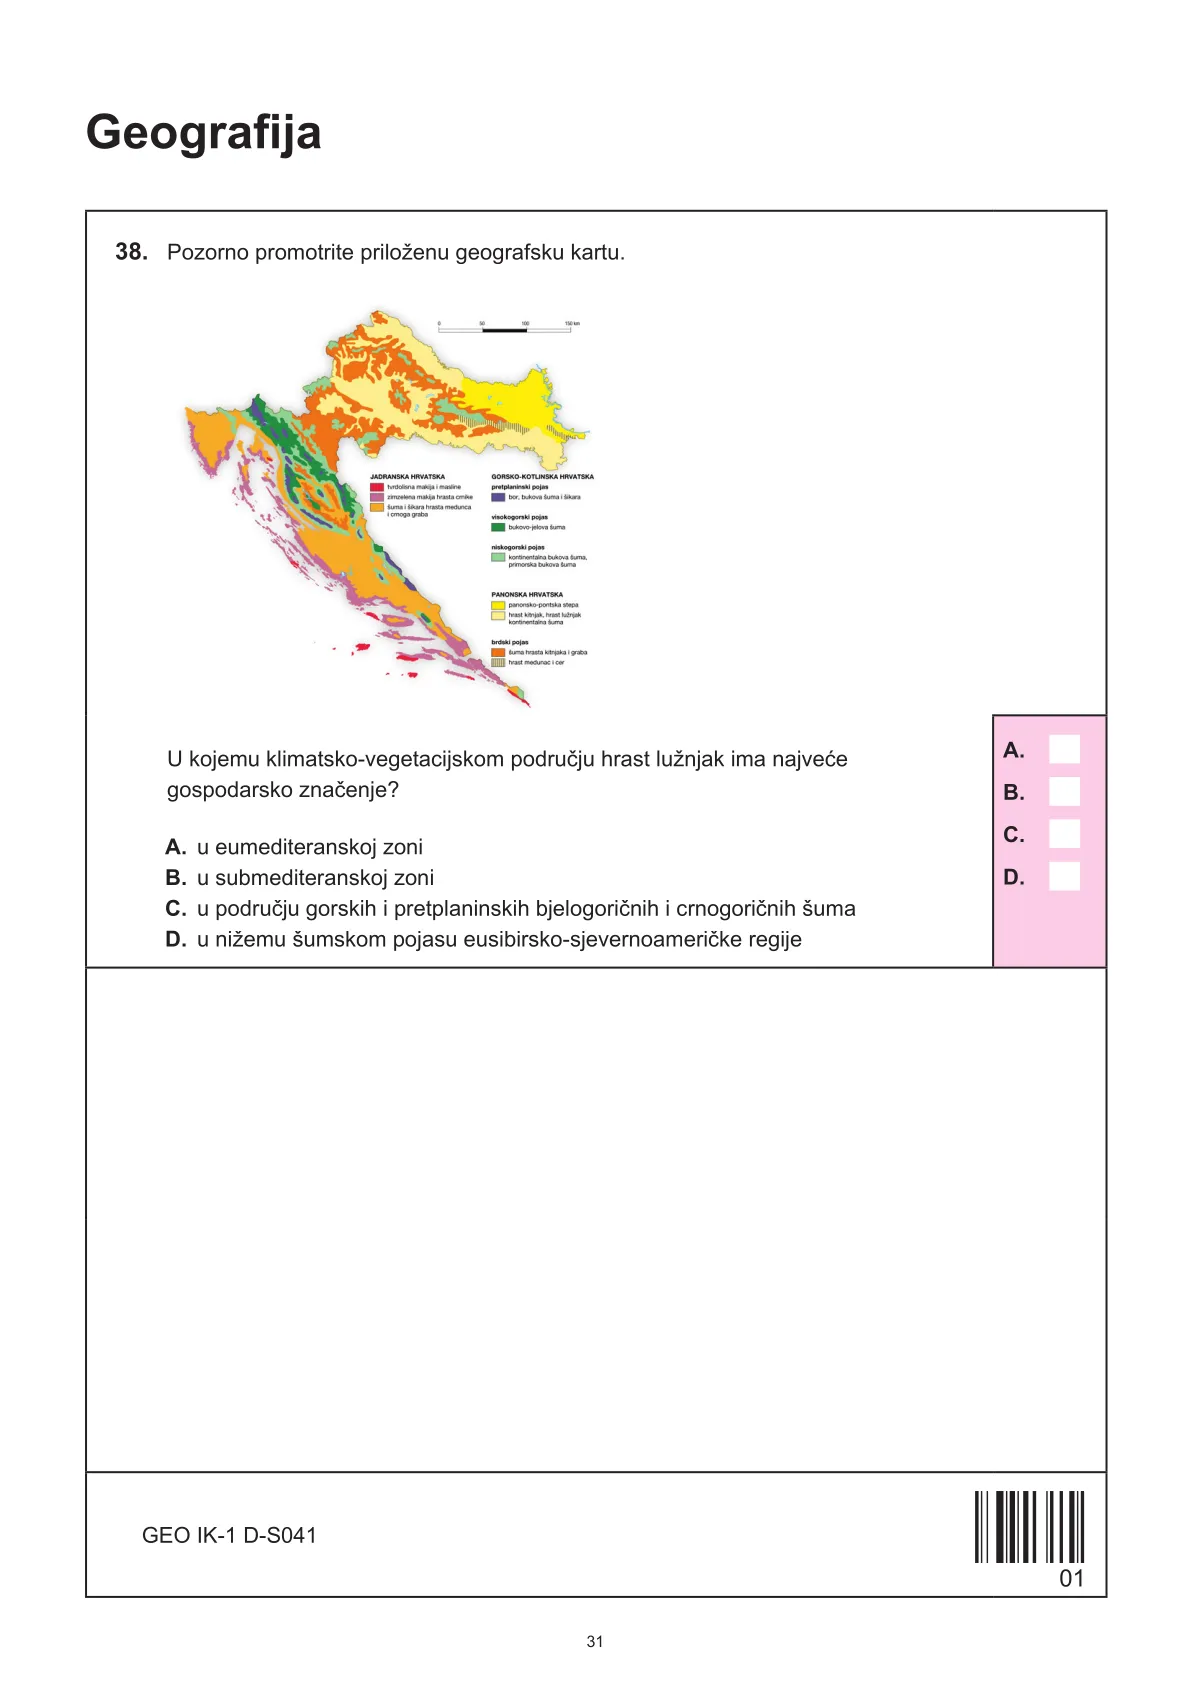 Geografija
38. Pozorno promotrite priloženu geografsku kartu.
0 50 100 150 km
JADRANSKA HRVATSKA
tvrdolisna makija i masline
zimzelena makija hrasta crnike
šuma i šikara hrasta medunca
i crnoga graba
GORSKO-KOTLINSKA HRVATSKA
pretplaninski pojas
bor, bukova šuma i šikara
visokogorski pojas
bukovo-jelova šuma
niskogorski pojas
kontinentalna bukova šuma,
primorska bukova šuma
PANONSKA HRVATSKA
panonsko-pontska stepa
hrast kitnjak, hrast lužnjak
kontinentalna šuma
brdski pojas
šuma hrasta kitnjaka i graba
hrast medunac i cer
U kojemu klimatsko-vegetacijskom području hrast lužnjak ima najveće
gospodarsko značenje?
A. u eumediteranskoj zoni
B. u submediteranskoj zoni
C. u području gorskih i pretplaninskih bjelogoričnih i crnogoričnih šuma
D. u nižemu šumskom pojasu eusibirsko-sjevernoameričke regije
A.
B.
C.
D.
GEO IK-1 D-S041
01
31